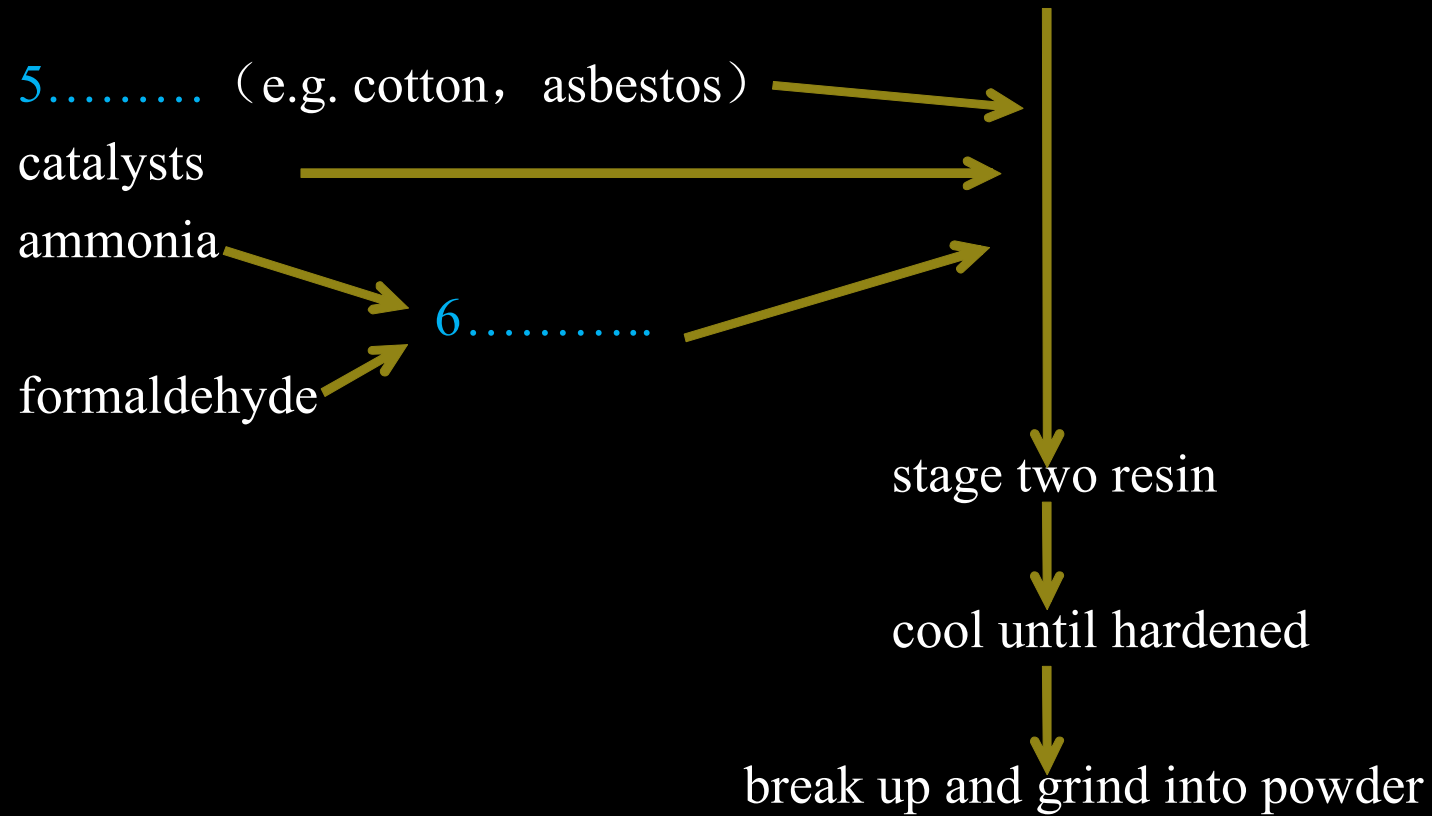 5………（e.g. cotton，asbestos）
catalysts
ammonia
6………..
formaldehyde
stage two resin
cool until hardened
break up and grind into powder